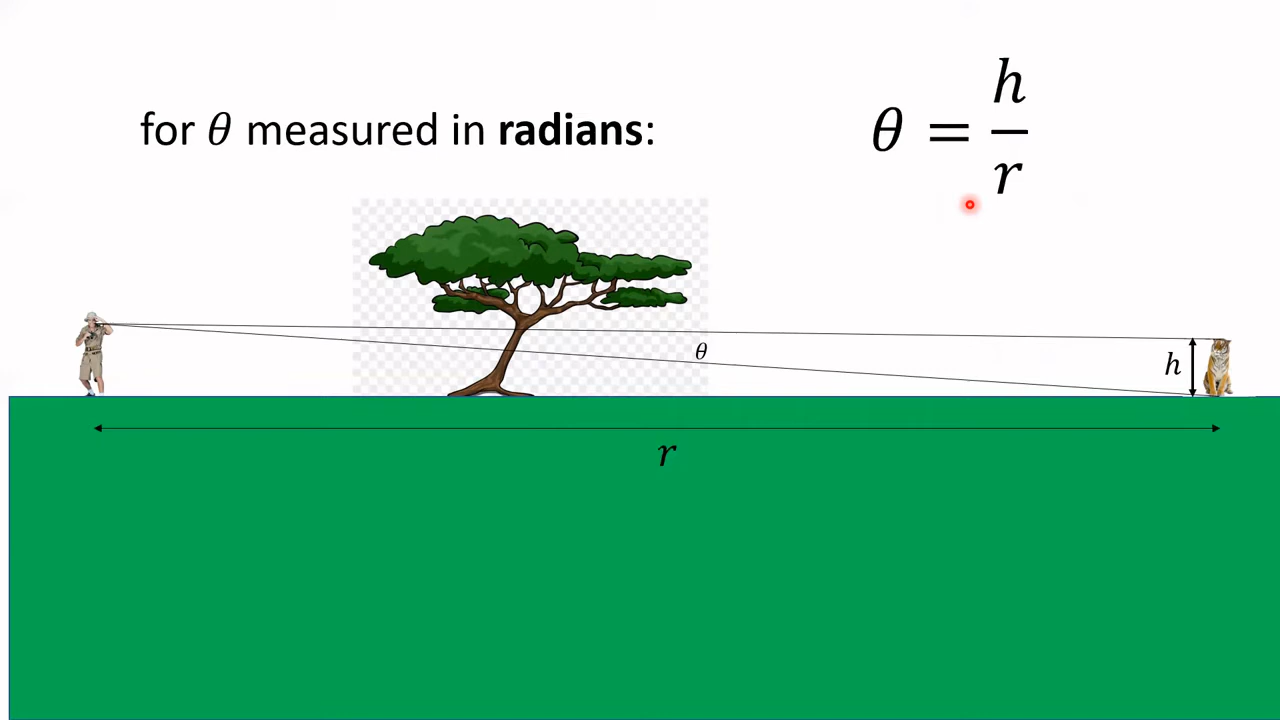 for θ measured in radians:
θ = h/r
θ
h
r